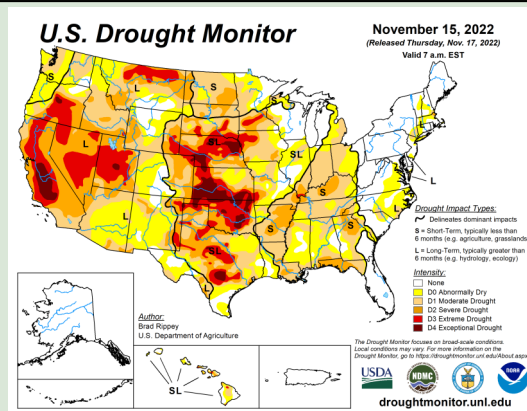 U.S. Drought Monitor
November 15, 2022
(Released Thursday, Nov. 17, 2022)
Valid 7 a.m. EST
S
L
S
S
L
SL
SL
L
S
L
L
S
S
L
SL
L
Drought Impact Types:
Delineates dominant impacts
S = Short-Term, typically less than
6 months (e.g. agriculture, grasslands
L = Long-Term, typically greater than
6 months (e.g. hydrology, ecology)
Intensity:
None
D0 Abnormally Dry
D1 Moderate Drought
D2 Severe Drought
D3 Extreme Drought
D4 Exceptional Drought
Author:
Brad Rippey
U.S. Department of Agriculture
SL
The Drought Monitor focuses on broad-scale conditions.
Local conditions may vary. For more information on the
Drought Monitor, go to https://droughtmonitor.unl.edu/About.aspx
USDA
NDMC
NOAA
droughtmonitor.unl.edu